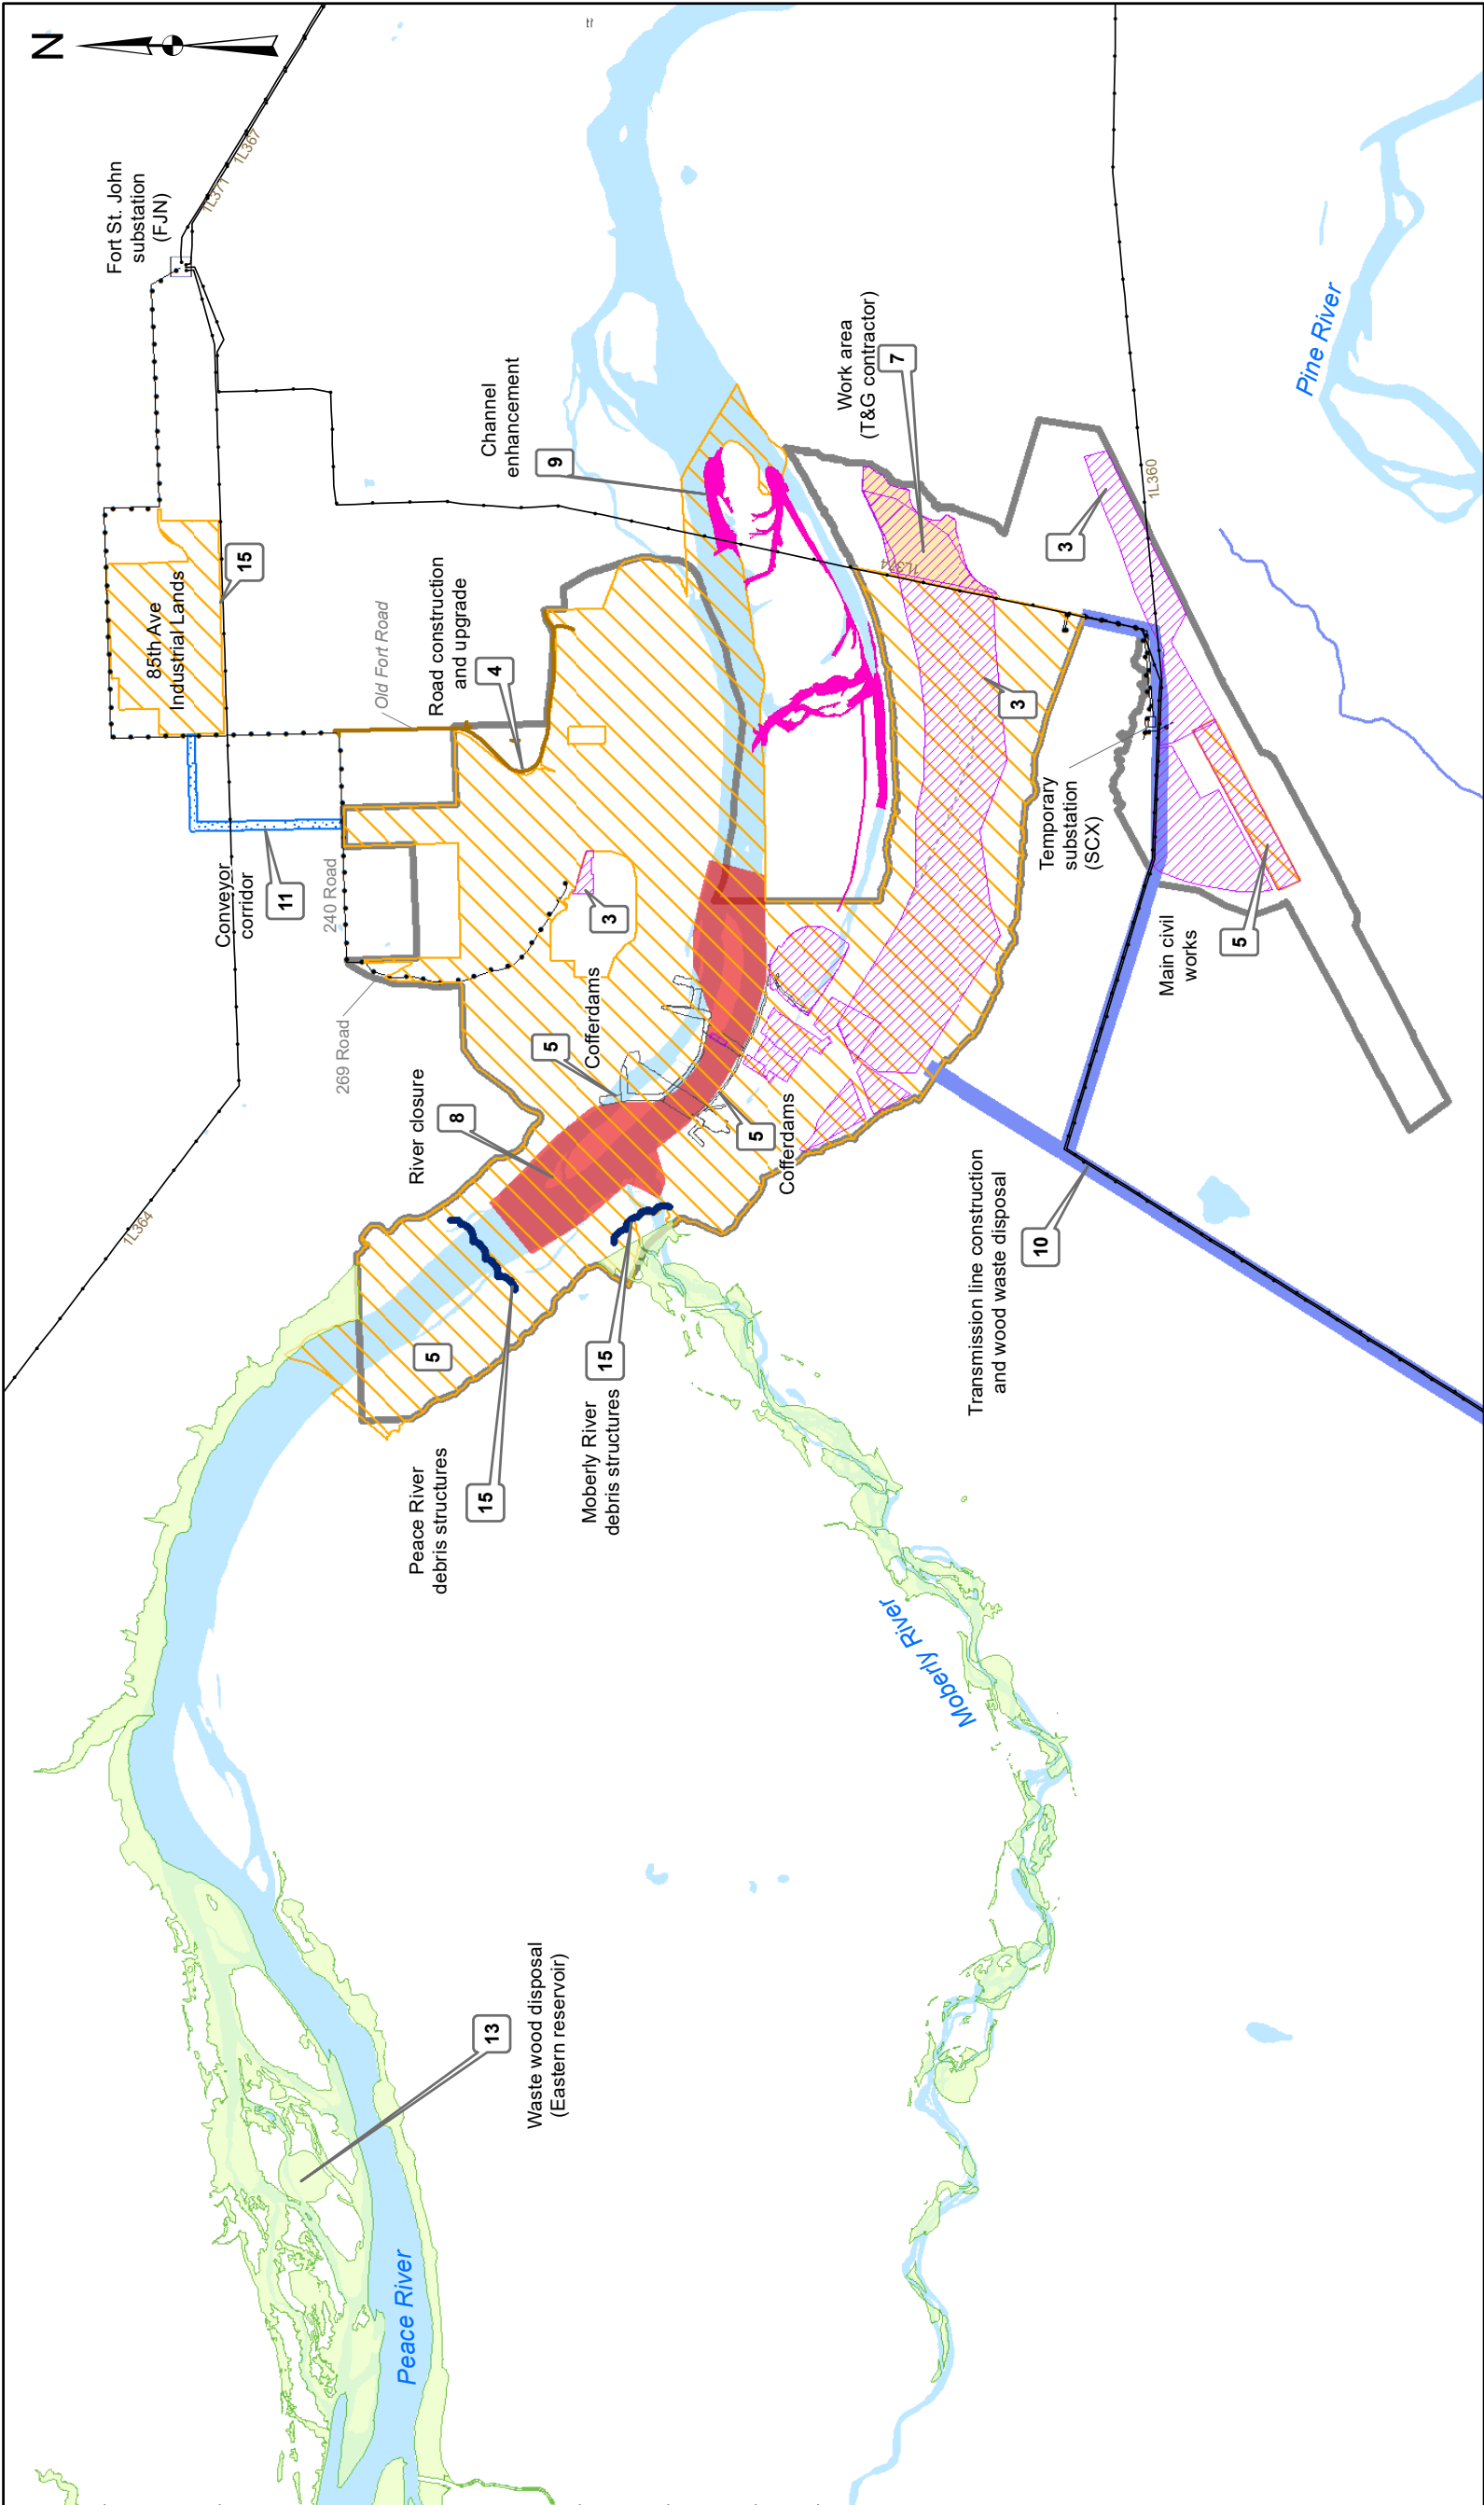 N
Fort St. John
substation
(FJN)
1L371
1L367
85th Ave
Industrial Lands
15
Old Fort Road
Road construction
and upgrade
4
Conveyor
corridor
11
240 Road
269 Road
1L364
Channel
enhancement
9
Work area
(T&G contractor)
7
1L374
3
3
3
1L360
Pine River
Temporary
substation
(SCX)
Main civil
works
5
Cofferdams
5
River closure
8
5
Cofferdams
Transmission line construction
and wood waste disposal
10
5
Peace River
debris structures
15
Moberly River
debris structures
15
Moberly River
13
Waste wood disposal
(Eastern reservoir)
Peace River